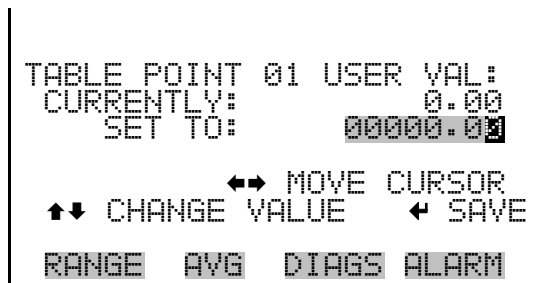 TABLE POINT 01 USER VAL:
CURRENTLY: 0.00
SET TO: 00000.00
←→ MOVE CURSOR
↑↓ CHANGE VALUE ↵ SAVE
RANGE AVG DIAGS ALARM